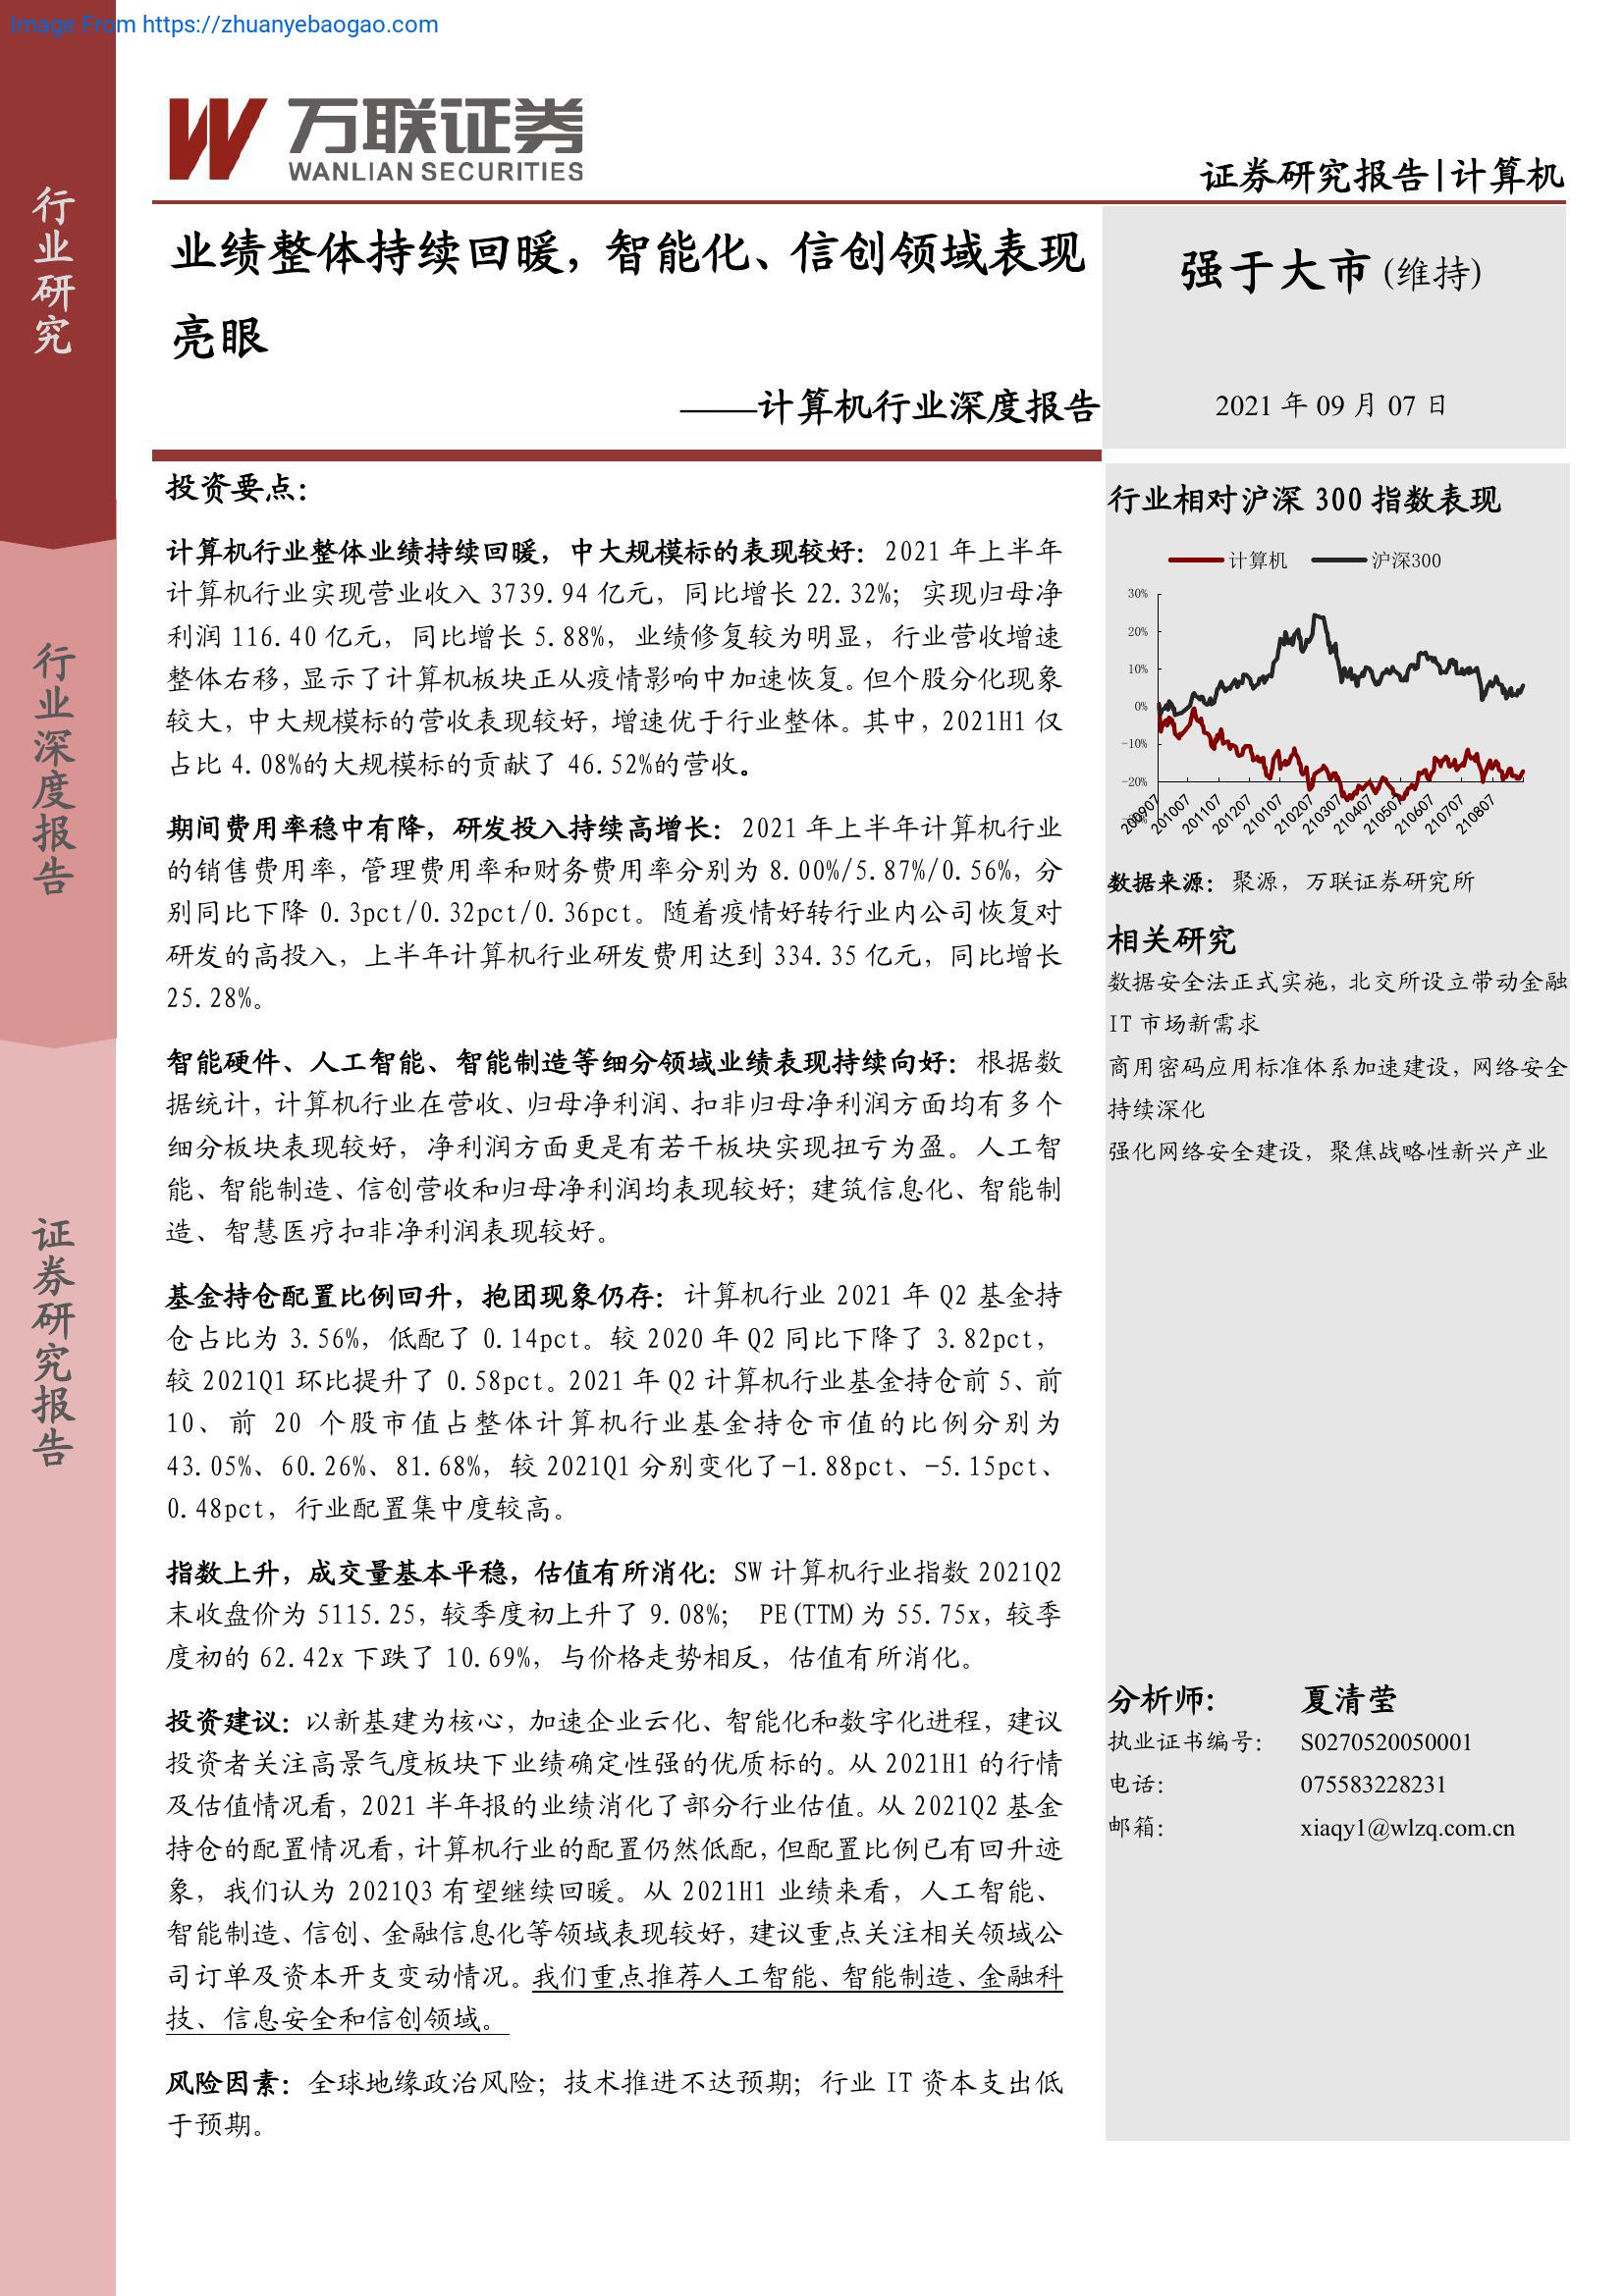 Image From https://zhuanyebaogao.com
万联证券
WANLIAN SECURITIES
证券研究报告|计算机
行业研究
行业深度报告
证券研究报告
业绩整体持续回暖，智能化、信创领域表现
亮眼
——计算机行业深度报告
强于大市(维持)
2021 年 09 月 07 日
投资要点：
计算机行业整体业绩持续回暖，中大规模标的表现较好：2021 年上半年
计算机行业实现营业收入 3739.94 亿元，同比增长 22.32%；实现归母净
利润 116.40 亿元，同比增长 5.88%，业绩修复较为明显，行业营收增速
整体右移，显示了计算机板块正从疫情影响中加速恢复。但个股分化现象
较大，中大规模标的营收表现较好，增速优于行业整体。其中，2021H1 仅
占比 4.08%的大规模标的贡献了 46.52%的营收。
期间费用率稳中有降，研发投入持续高增长：2021 年上半年计算机行业
的销售费用率，管理费用率和财务费用率分别为 8.00%/5.87%/0.56%，分
别同比下降 0.3pct/0.32pct/0.36pct。随着疫情好转行业内公司恢复对
研发的高投入，上半年计算机行业研发费用达到 334.35 亿元，同比增长
25.28%。
智能硬件、人工智能、智能制造等细分领域业绩表现持续向好：根据数
据统计，计算机行业在营收、归母净利润、扣非归母净利润方面均有多个
细分板块表现较好，净利润方面更是有若干板块实现扭亏为盈。人工智
能、智能制造、信创营收和归母净利润均表现较好；建筑信息化、智能制
造、智慧医疗扣非净利润表现较好。
基金持仓配置比例回升，抱团现象仍存：计算机行业 2021 年 Q2 基金持
仓占比为 3.56%，低配了 0.14pct。较 2020 年 Q2 同比下降了 3.82pct，
较 2021Q1 环比提升了 0.58pct。2021 年 Q2 计算机行业基金持仓前 5、前
10、前 20 个股市值占整体计算机行业基金持仓市值的比例分别为
43.05%、60.26%、81.68%，较 2021Q1 分别变化了-1.88pct、-5.15pct、
0.48pct，行业配置集中度较高。
指数上升，成交量基本平稳，估值有所消化：SW 计算机行业指数 2021Q2
末收盘价为 5115.25，较季度初上升了 9.08%； PE(TTM)为 55.75x，较季
度初的 62.42x 下跌了 10.69%，与价格走势相反，估值有所消化。
投资建议：以新基建为核心，加速企业云化、智能化和数字化进程，建议
投资者关注高景气度板块下业绩确定性强的优质标的。从 2021H1 的行情
及估值情况看，2021 半年报的业绩消化了部分行业估值。从 2021Q2 基金
持仓的配置情况看，计算机行业的配置仍然低配，但配置比例已有回升迹
象，我们认为 2021Q3 有望继续回暖。从 2021H1 业绩来看，人工智能、
智能制造、信创、金融信息化等领域表现较好，建议重点关注相关领域公
司订单及资本开支变动情况。我们重点推荐人工智能、智能制造、金融科
技、信息安全和信创领域。
风险因素：全球地缘政治风险；技术推进不达预期；行业 IT 资本支出低
于预期。
行业相对沪深 300 指数表现
计算机 沪深300
30%
20%
10%
0%
-10%
-20%
200907 201007 201107 201207 210107 210207 210307 210407 210507 210607 210707 210807
数据来源：聚源，万联证券研究所
相关研究
数据安全法正式实施，北交所设立带动金融
IT 市场新需求
商用密码应用标准体系加速建设，网络安全
持续深化
强化网络安全建设，聚焦战略性新兴产业
分析师： 夏清莹
执业证书编号： S0270520050001
电话： 075583228231
邮箱： xiaqy1@wlzq.com.cn